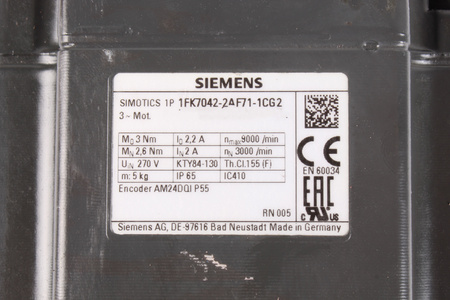 SIEMENS
SIMOTICS 1P 1FK7042-2AF71-1CG2
3~ Mot.
M0 3 Nm I0 2,2 A nmax 9000 /min
MN 2,6 Nm IN 2 A nN 3000 /min
UIN 270 V KTY84-130 Th.Cl.155 (F)
m: 5 kg IP 65 IC410
Encoder AM24DQI P55
CE
EN 60034
EAC
RN 005
c UR US
Siemens AG, DE-97616 Bad Neustadt Made in Germany